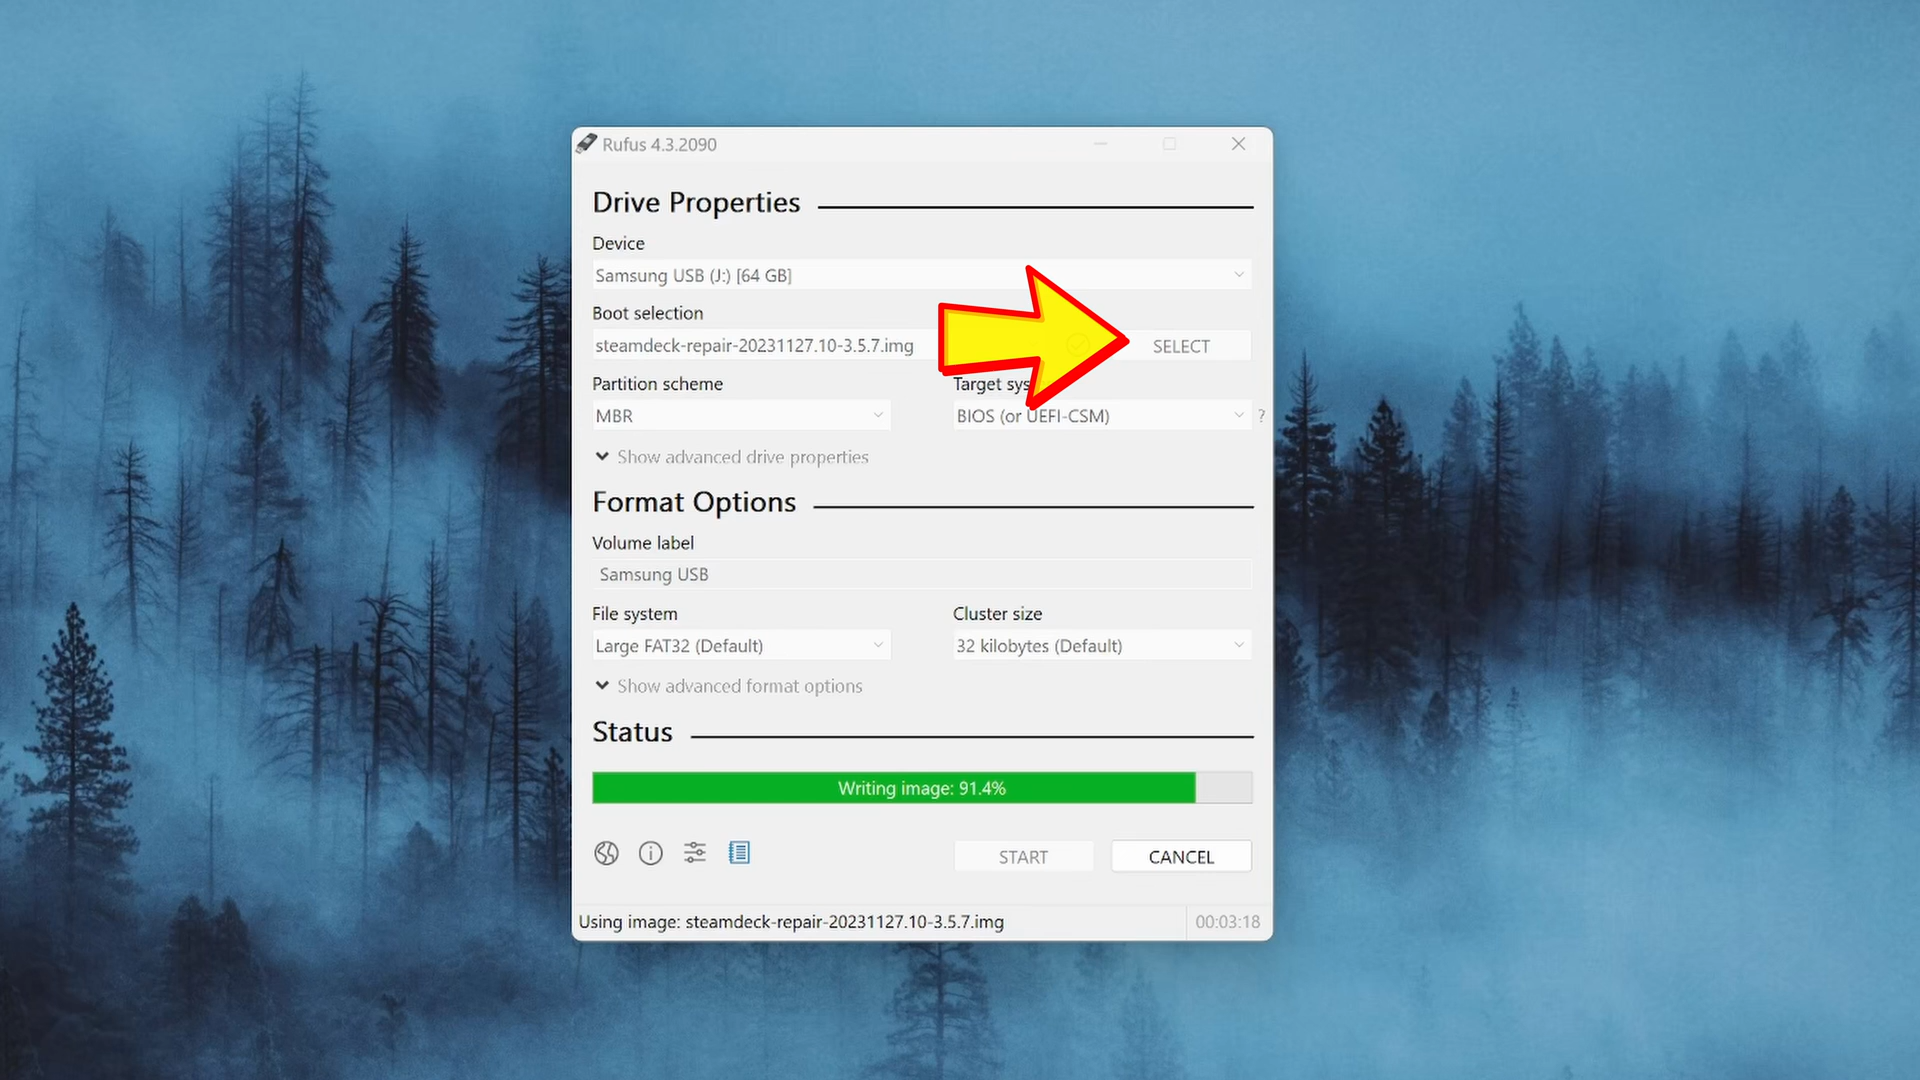 Rufus 4.3.2090
Drive Properties
Device
Samsung USB (J:) [64 GB]
Boot selection
steamdeck-repair-20231127.10-3.5.7.img
SELECT
Partition scheme
Target sys
MBR
BIOS (or UEFI-CSM)
?
Show advanced drive properties
Format Options
Volume label
Samsung USB
File system
Cluster size
Large FAT32 (Default)
32 kilobytes (Default)
Show advanced format options
Status
Writing image: 91.4%
START
CANCEL
Using image: steamdeck-repair-20231127.10-3.5.7.img
00:03:18